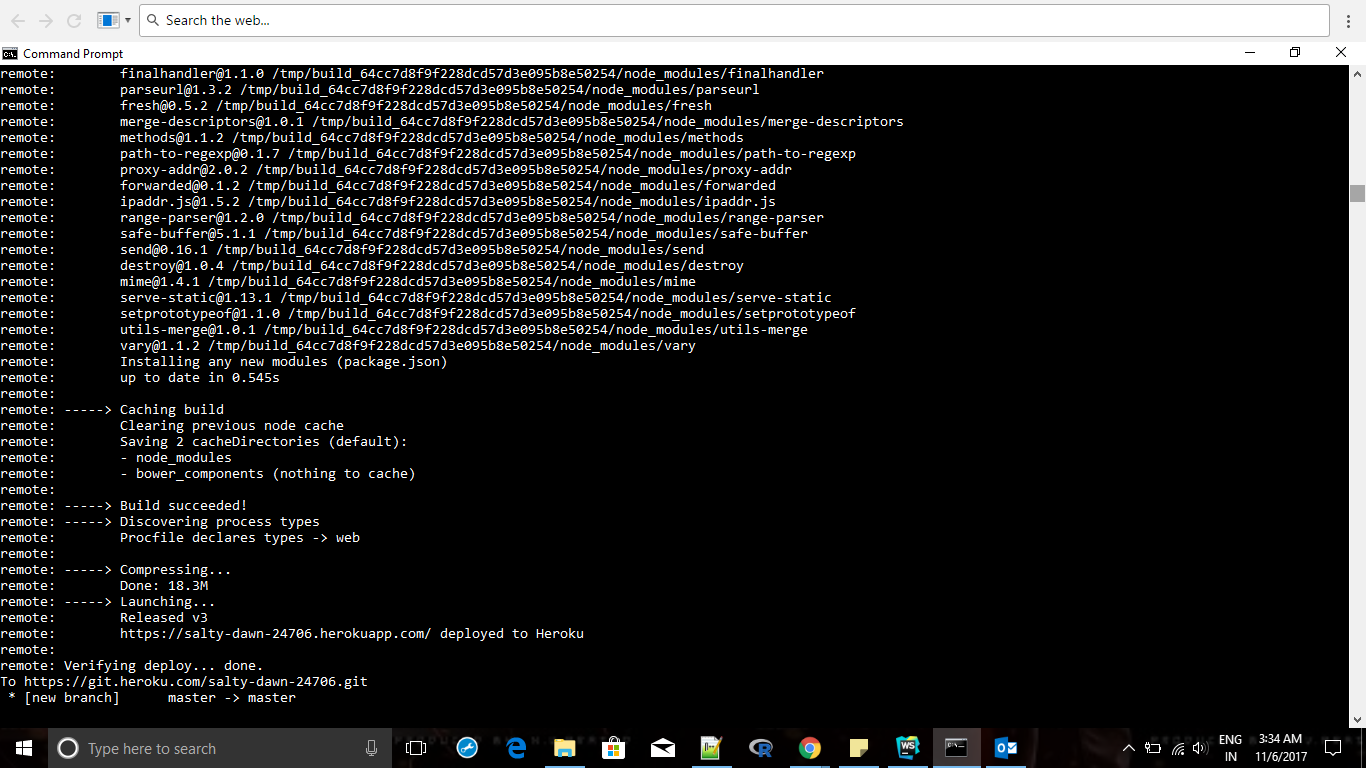 Search the web...
Command Prompt
remote:        finalhandler@1.1.0 /tmp/build_64cc7d8f9f228dcd57d3e095b8e50254/node_modules/finalhandler
remote:        parseurl@1.3.2 /tmp/build_64cc7d8f9f228dcd57d3e095b8e50254/node_modules/parseurl
remote:        fresh@0.5.2 /tmp/build_64cc7d8f9f228dcd57d3e095b8e50254/node_modules/fresh
remote:        merge-descriptors@1.0.1 /tmp/build_64cc7d8f9f228dcd57d3e095b8e50254/node_modules/merge-descriptors
remote:        methods@1.1.2 /tmp/build_64cc7d8f9f228dcd57d3e095b8e50254/node_modules/methods
remote:        path-to-regexp@0.1.7 /tmp/build_64cc7d8f9f228dcd57d3e095b8e50254/node_modules/path-to-regexp
remote:        proxy-addr@2.0.2 /tmp/build_64cc7d8f9f228dcd57d3e095b8e50254/node_modules/proxy-addr
remote:        forwarded@0.1.2 /tmp/build_64cc7d8f9f228dcd57d3e095b8e50254/node_modules/forwarded
remote:        ipaddr.js@1.5.2 /tmp/build_64cc7d8f9f228dcd57d3e095b8e50254/node_modules/ipaddr.js
remote:        range-parser@1.2.0 /tmp/build_64cc7d8f9f228dcd57d3e095b8e50254/node_modules/range-parser
remote:        safe-buffer@5.1.1 /tmp/build_64cc7d8f9f228dcd57d3e095b8e50254/node_modules/safe-buffer
remote:        send@0.16.1 /tmp/build_64cc7d8f9f228dcd57d3e095b8e50254/node_modules/send
remote:        destroy@1.0.4 /tmp/build_64cc7d8f9f228dcd57d3e095b8e50254/node_modules/destroy
remote:        mime@1.4.1 /tmp/build_64cc7d8f9f228dcd57d3e095b8e50254/node_modules/mime
remote:        serve-static@1.13.1 /tmp/build_64cc7d8f9f228dcd57d3e095b8e50254/node_modules/serve-static
remote:        setprototypeof@1.1.0 /tmp/build_64cc7d8f9f228dcd57d3e095b8e50254/node_modules/setprototypeof
remote:        utils-merge@1.0.1 /tmp/build_64cc7d8f9f228dcd57d3e095b8e50254/node_modules/utils-merge
remote:        vary@1.1.2 /tmp/build_64cc7d8f9f228dcd57d3e095b8e50254/node_modules/vary
remote:        Installing any new modules (package.json)
remote:        up to date in 0.545s
remote:
remote: -----> Caching build
remote:        Clearing previous node cache
remote:        Saving 2 cacheDirectories (default):
remote:        - node_modules
remote:        - bower_components (nothing to cache)
remote:
remote: -----> Build succeeded!
remote: -----> Discovering process types
remote:        Procfile declares types -> web
remote:
remote: -----> Compressing...
remote:        Done: 18.3M
remote: -----> Launching...
remote:        Released v3
remote:        https://salty-dawn-24706.herokuapp.com/ deployed to Heroku
remote:
remote: Verifying deploy... done.
To https://git.heroku.com/salty-dawn-24706.git
 * [new branch]      master -> master
Type here to search
ENG
IN
3:34 AM
11/6/2017